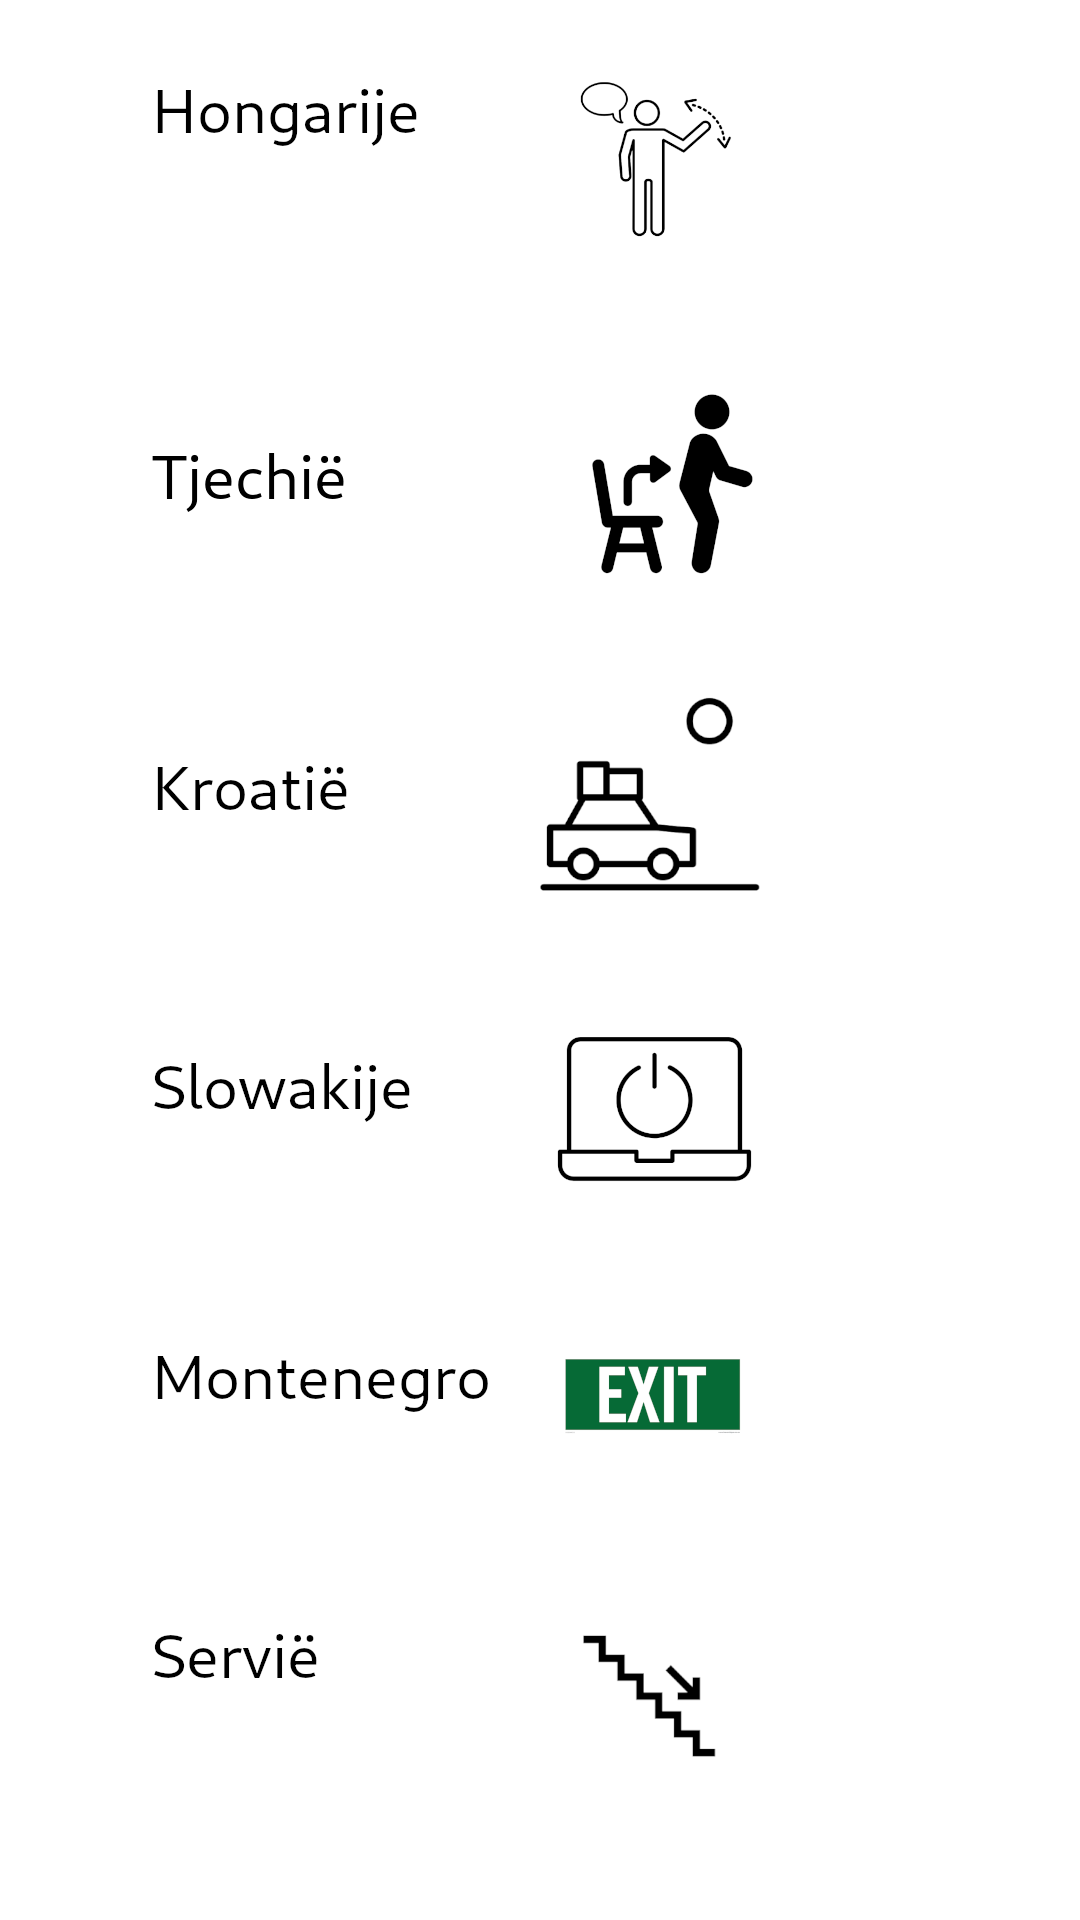 Hongarije
Tjechië
Kroatië
Slowakije
Montenegro
EXIT
Servië